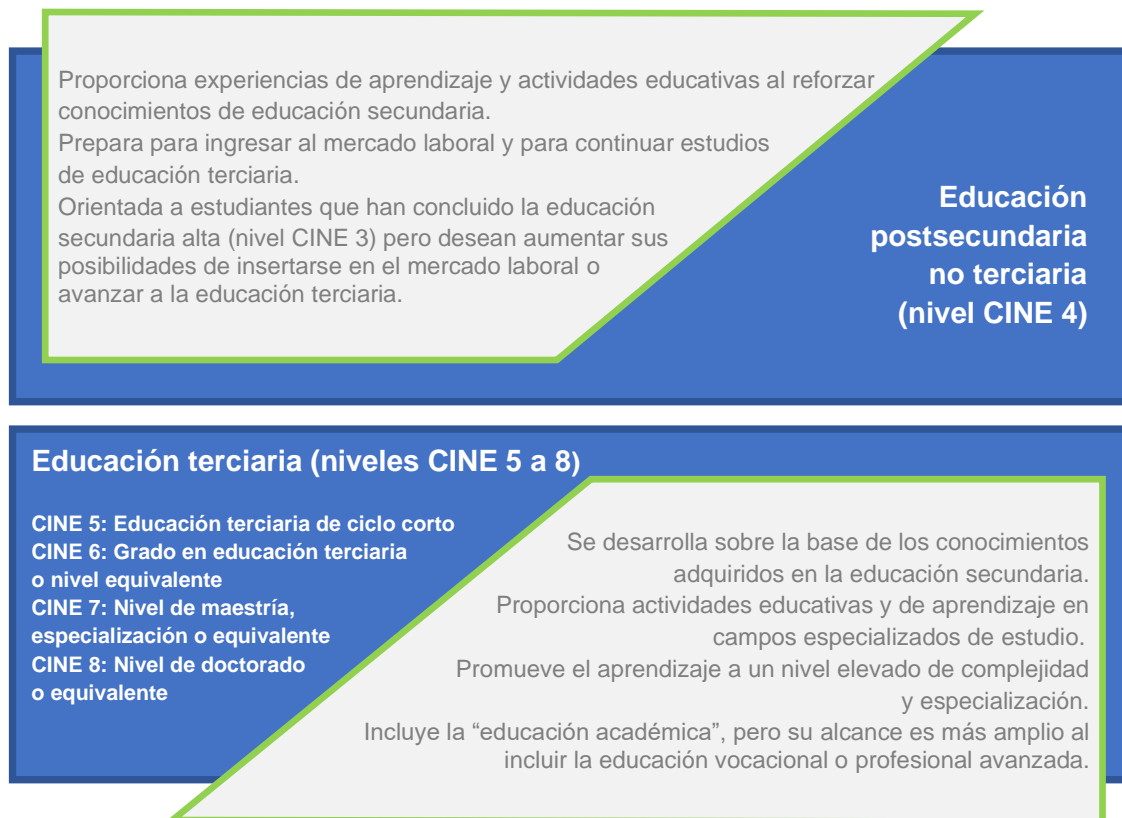 Proporciona experiencias de aprendizaje y actividades educativas al reforzar
conocimientos de educación secundaria.
Prepara para ingresar al mercado laboral y para continuar estudios
de educación terciaria.
Orientada a estudiantes que han concluido la educación
secundaria alta (nivel CINE 3) pero desean aumentar sus
posibilidades de insertarse en el mercado laboral o
avanzar a la educación terciaria.
Educación
postsecundaria
no terciaria
(nivel CINE 4)
Educación terciaria (niveles CINE 5 a 8)
CINE 5: Educación terciaria de ciclo corto
CINE 6: Grado en educación terciaria
o nivel equivalente
CINE 7: Nivel de maestría,
especialización o equivalente
CINE 8: Nivel de doctorado
o equivalente
Se desarrolla sobre la base de los conocimientos
adquiridos en la educación secundaria.
Proporciona actividades educativas y de aprendizaje en
campos especializados de estudio.
Promueve el aprendizaje a un nivel elevado de complejidad
y especialización.
Incluye la “educación académica”, pero su alcance es más amplio al
incluir la educación vocacional o profesional avanzada.